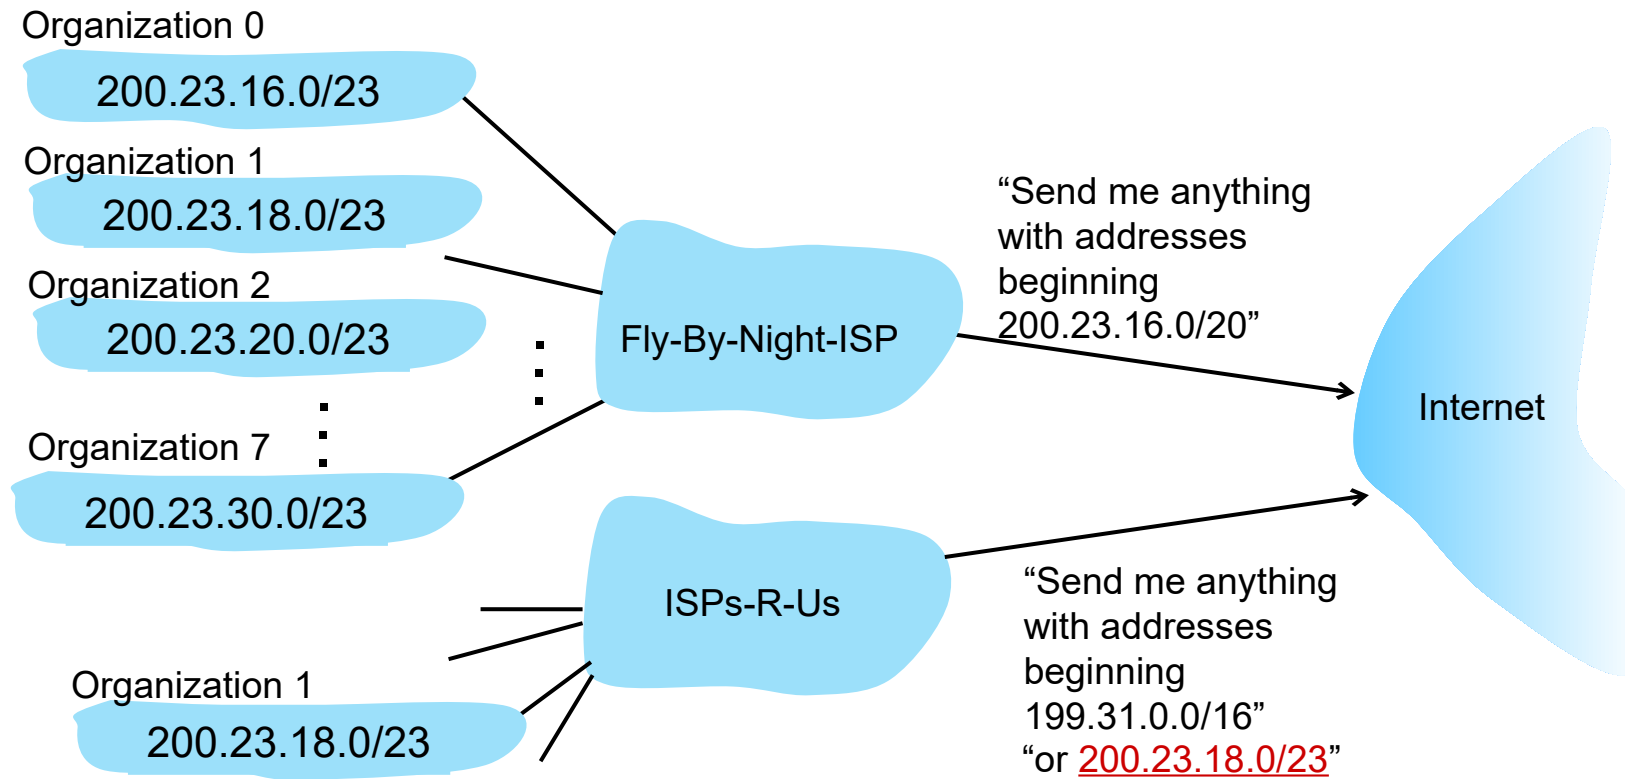 Organization 0
200.23.16.0/23
Organization 1
200.23.18.0/23
Organization 2
200.23.20.0/23
Organization 7
200.23.30.0/23
Fly-By-Night-ISP
“Send me anything
with addresses
beginning
200.23.16.0/20”
Internet
ISPs-R-Us
Organization 1
200.23.18.0/23
“Send me anything
with addresses
beginning
199.31.0.0/16”
“or 200.23.18.0/23”